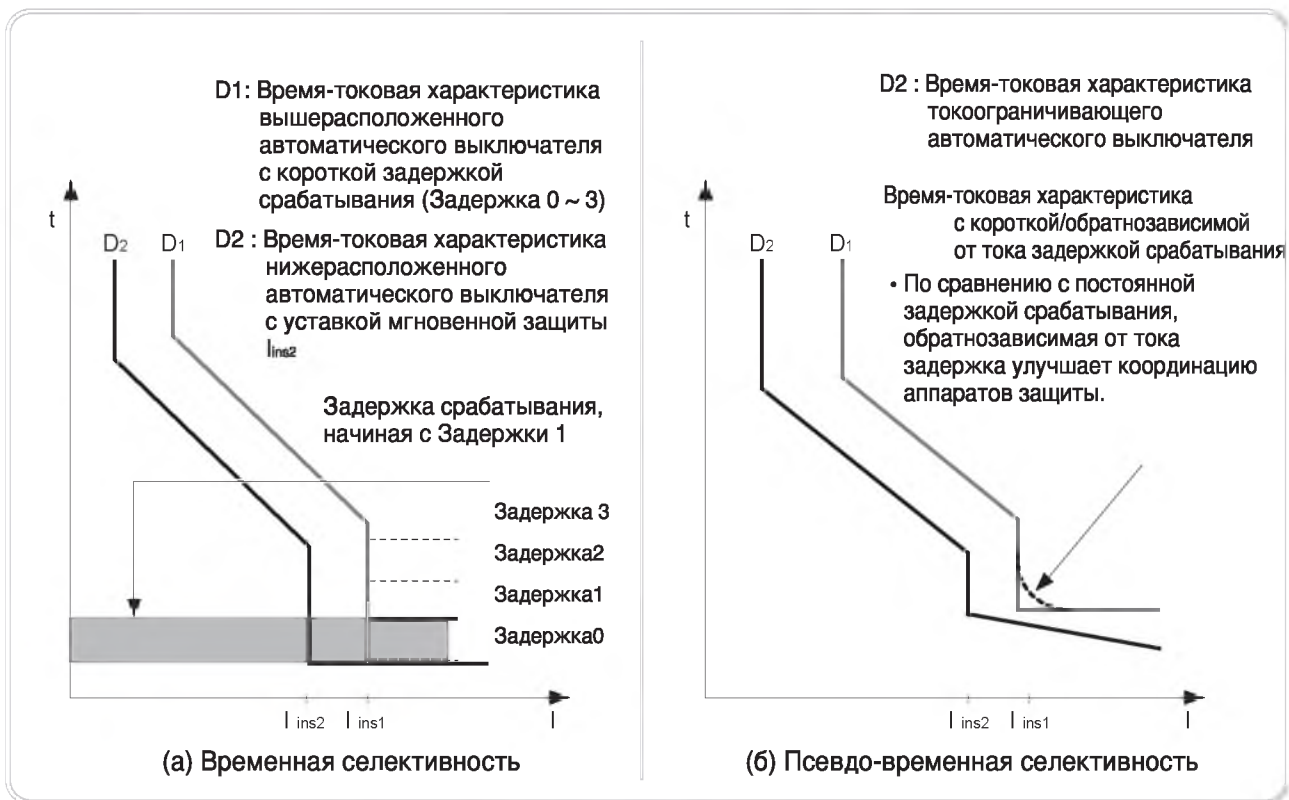 D1: Время-токовая характеристика
вышерасположенного
автоматического выключателя
с короткой задержкой
срабатывания (Задержка 0 ~ 3)
D2 : Время-токовая характеристика
нижерасположенного
автоматического выключателя
с уставкой мгновенной защиты
Iins2
t
D2
D1
Задержка срабатывания,
начиная с Задержки 1
Задержка 3
Задержка2
Задержка1
Задержка0
I ins2
I ins1
I
(а) Временная селективность
D2 : Время-токовая характеристика
токоограничивающего
автоматического выключателя
Время-токовая характеристика
с короткой/обратнозависимой
от тока задержкой срабатывания
• По сравнению с постоянной
задержкой срабатывания,
обратнозависимая от тока
задержка улучшает координацию
аппаратов защиты.
t
D2
D1
I ins2
I ins1
I
(б) Псевдо-временная селективность